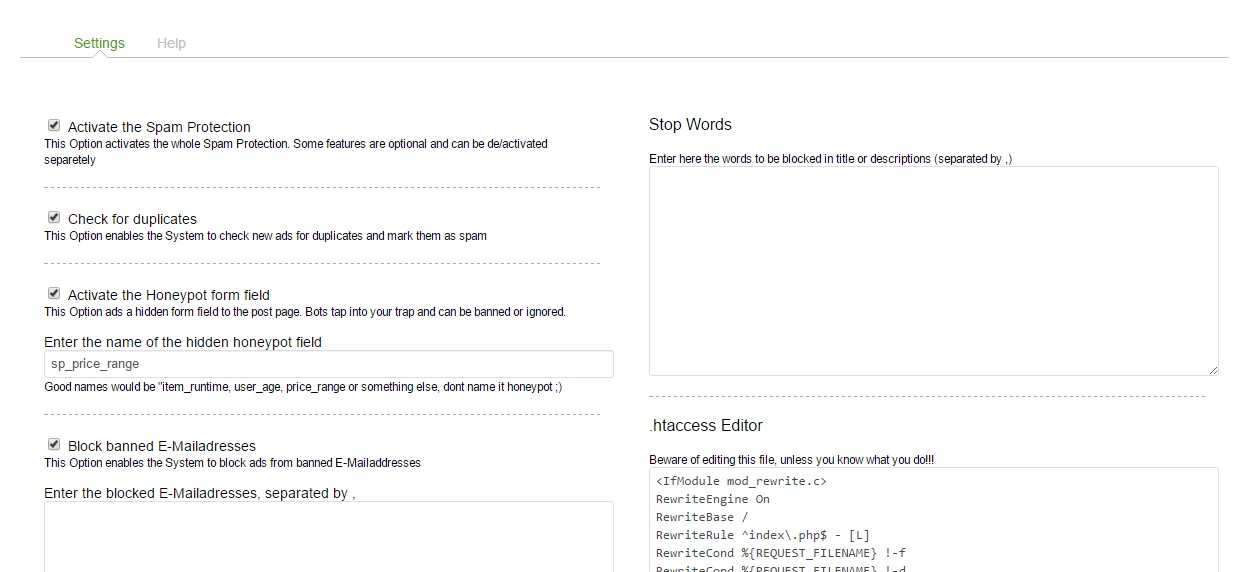 Settings
Help
Activate the Spam Protection
This Option activates the whole Spam Protection. Some features are optional and can be de/activated
separetely
Check for duplicates
This Option enables the System to check new ads for duplicates and mark them as spam
Activate the Honeypot form field
This Option ads a hidden form field to the post page. Bots tap into your trap and can be banned or ignored.
Enter the name of the hidden honeypot field
sp_price_range
Good names would be "item_runtime, user_age, price_range or something else, dont name it honeypot ;)
Block banned E-Mailadresses
This Option enables the System to block ads from banned E-Mailaddresses
Enter the blocked E-Mailadresses, separated by ,
Stop Words
Enter here the words to be blocked in title or descriptions (separated by ,)
.htaccess Editor
Beware of editing this file, unless you know what you do!!!
<IfModule mod_rewrite.c>
RewriteEngine On
RewriteBase /
RewriteRule ^index\.php$ - [L]
RewriteCond %{REQUEST_FILENAME} !-f
RewriteCond %{REQUEST_FILENAME} !-d